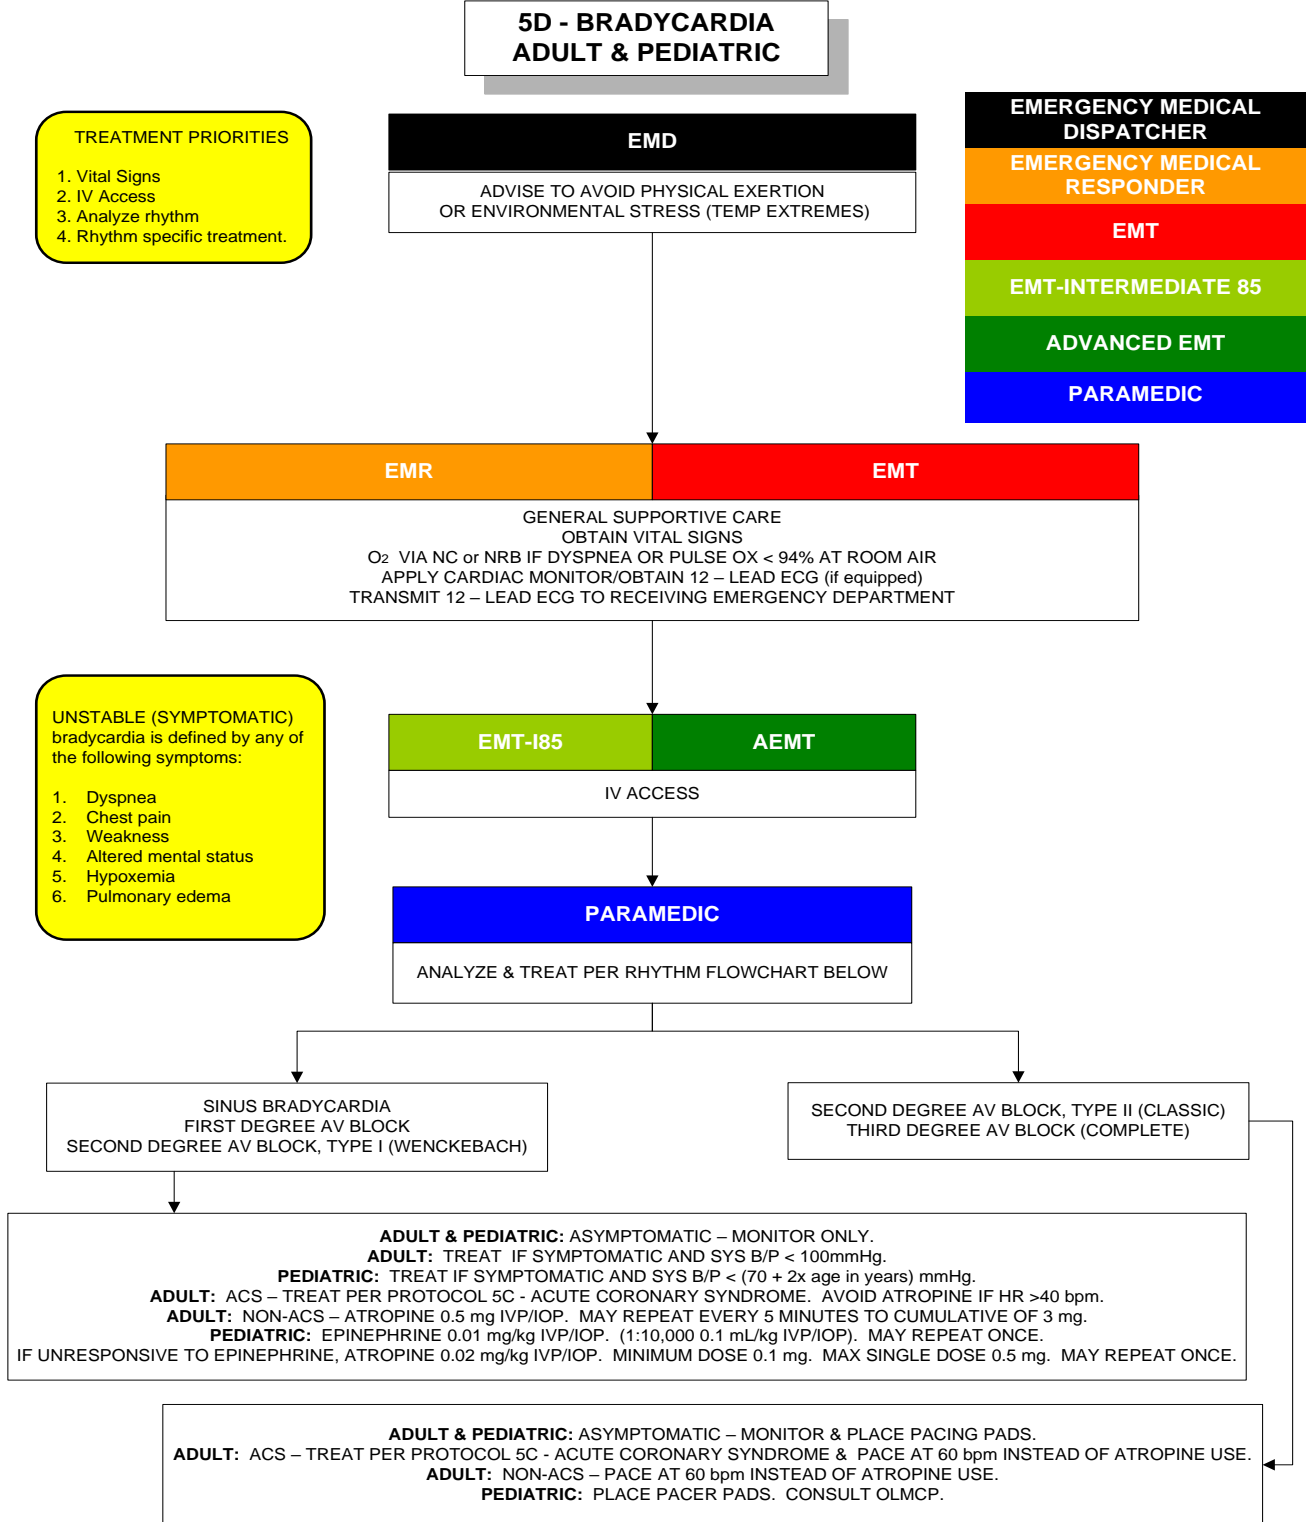 5D - BRADYCARDIA
ADULT & PEDIATRIC
TREATMENT PRIORITIES
1. Vital Signs
2. IV Access
3. Analyze rhythm
4. Rhythm specific treatment.
EMD
ADVISE TO AVOID PHYSICAL EXERTION
OR ENVIRONMENTAL STRESS (TEMP EXTREMES)
EMERGENCY MEDICAL
DISPATCHER
EMERGENCY MEDICAL
RESPONDER
EMT
EMT-INTERMEDIATE 85
ADVANCED EMT
PARAMEDIC
EMR
EMT
GENERAL SUPPORTIVE CARE
OBTAIN VITAL SIGNS
O2 VIA NC or NRB IF DYSPNEA OR PULSE OX < 94% AT ROOM AIR
APPLY CARDIAC MONITOR/OBTAIN 12 – LEAD ECG (if equipped)
TRANSMIT 12 – LEAD ECG TO RECEIVING EMERGENCY DEPARTMENT
UNSTABLE (SYMPTOMATIC)
bradycardia is defined by any of
the following symptoms:
1. Dyspnea
2. Chest pain
3. Weakness
4. Altered mental status
5. Hypoxemia
6. Pulmonary edema
EMT-I85
AEMT
IV ACCESS
PARAMEDIC
ANALYZE & TREAT PER RHYTHM FLOWCHART BELOW
SINUS BRADYCARDIA
FIRST DEGREE AV BLOCK
SECOND DEGREE AV BLOCK, TYPE I (WENCKEBACH)
SECOND DEGREE AV BLOCK, TYPE II (CLASSIC)
THIRD DEGREE AV BLOCK (COMPLETE)
ADULT & PEDIATRIC: ASYMPTOMATIC – MONITOR ONLY.
ADULT: TREAT IF SYMPTOMATIC AND SYS B/P < 100mmHg.
PEDIATRIC: TREAT IF SYMPTOMATIC AND SYS B/P < (70 + 2x age in years) mmHg.
ADULT: ACS – TREAT PER PROTOCOL 5C - ACUTE CORONARY SYNDROME. AVOID ATROPINE IF HR >40 bpm.
ADULT: NON-ACS – ATROPINE 0.5 mg IVP/IOP. MAY REPEAT EVERY 5 MINUTES TO CUMULATIVE OF 3 mg.
PEDIATRIC: EPINEPHRINE 0.01 mg/kg IVP/IOP. (1:10,000 0.1 mL/kg IVP/IOP). MAY REPEAT ONCE.
IF UNRESPONSIVE TO EPINEPHRINE, ATROPINE 0.02 mg/kg IVP/IOP. MINIMUM DOSE 0.1 mg. MAX SINGLE DOSE 0.5 mg. MAY REPEAT ONCE.
ADULT & PEDIATRIC: ASYMPTOMATIC – MONITOR & PLACE PACING PADS.
ADULT: ACS – TREAT PER PROTOCOL 5C - ACUTE CORONARY SYNDROME & PACE AT 60 bpm INSTEAD OF ATROPINE USE.
ADULT: NON-ACS – PACE AT 60 bpm INSTEAD OF ATROPINE USE.
PEDIATRIC: PLACE PACER PADS. CONSULT OLMCP.